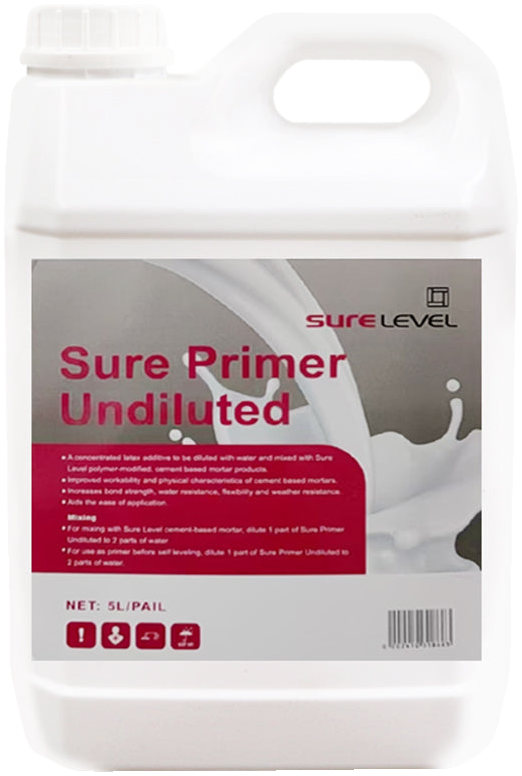 SURE LEVEL
Sure Primer
Undiluted
• A concentrated latex additive to be diluted with water and mixed with Sure
Level polymer-modified, cement based mortar products.
• Improved workability and physical characteristics of cement based mortars.
• Increases bond strength, water resistance, flexibility and weather resistance.
• Aids the ease of application.
Mixing
• For mixing with Sure Level cement-based mortar, dilute 1 part of Sure Primer
Undiluted to 2 parts of water
• For use as primer before self leveling, dilute 1 part of Sure Primer Undiluted to
2 parts of water.
NET: 5L/PAIL